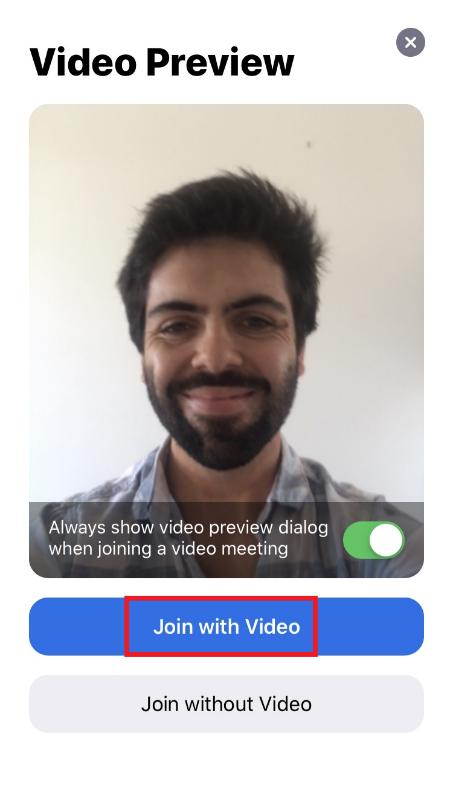 Video Preview
Always show video preview dialog
when joining a video meeting
Join with Video
Join without Video